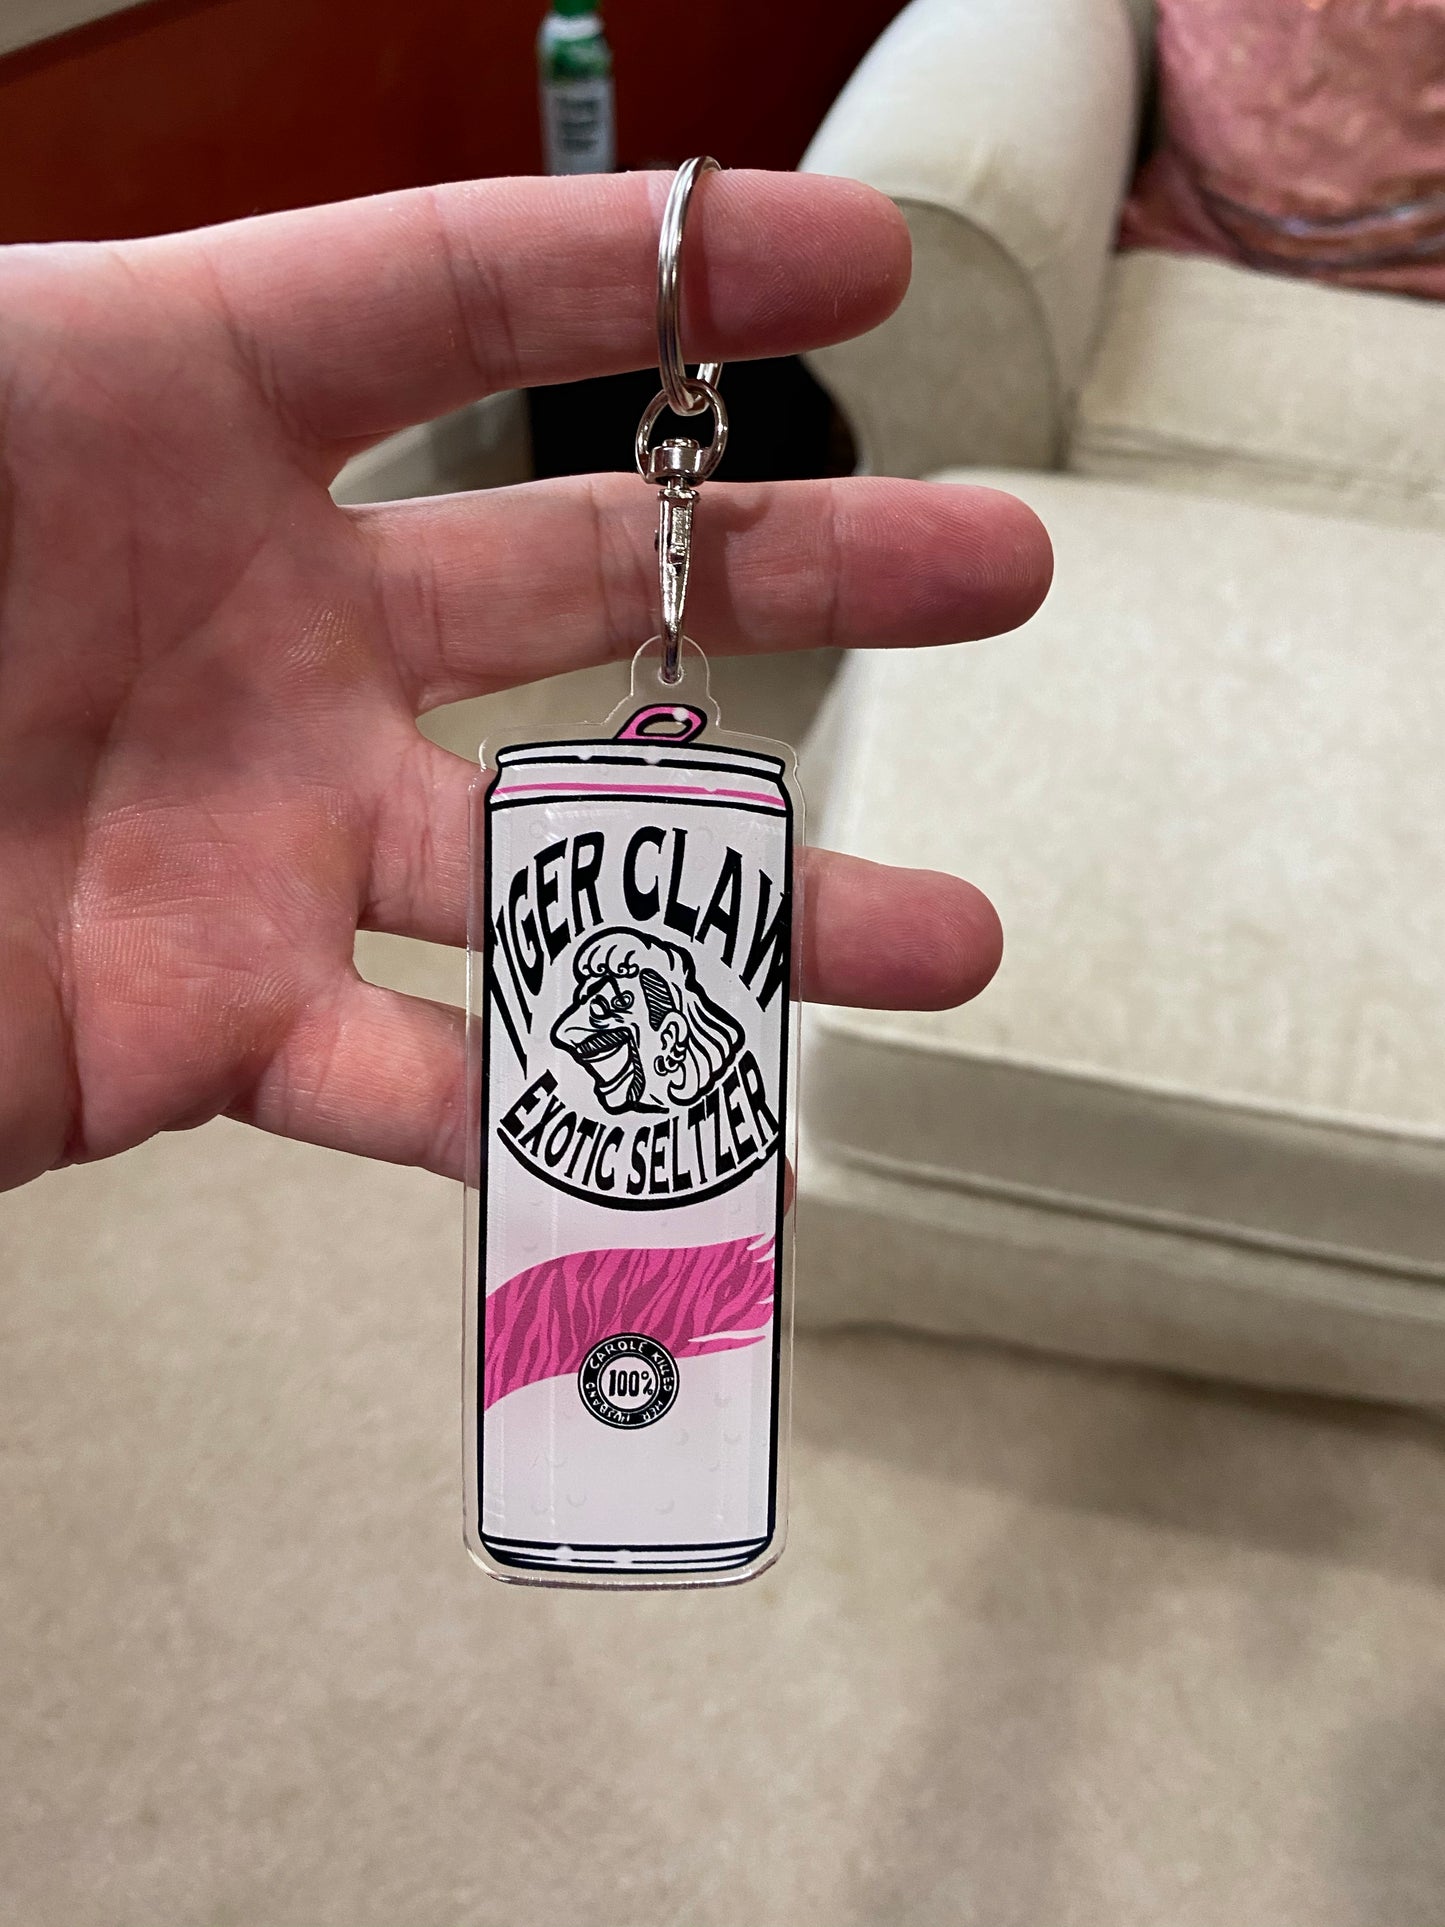 TIGER CLAW
EXOTIC SELTZER
CAROLE KILLED HER HUSBAND
100%